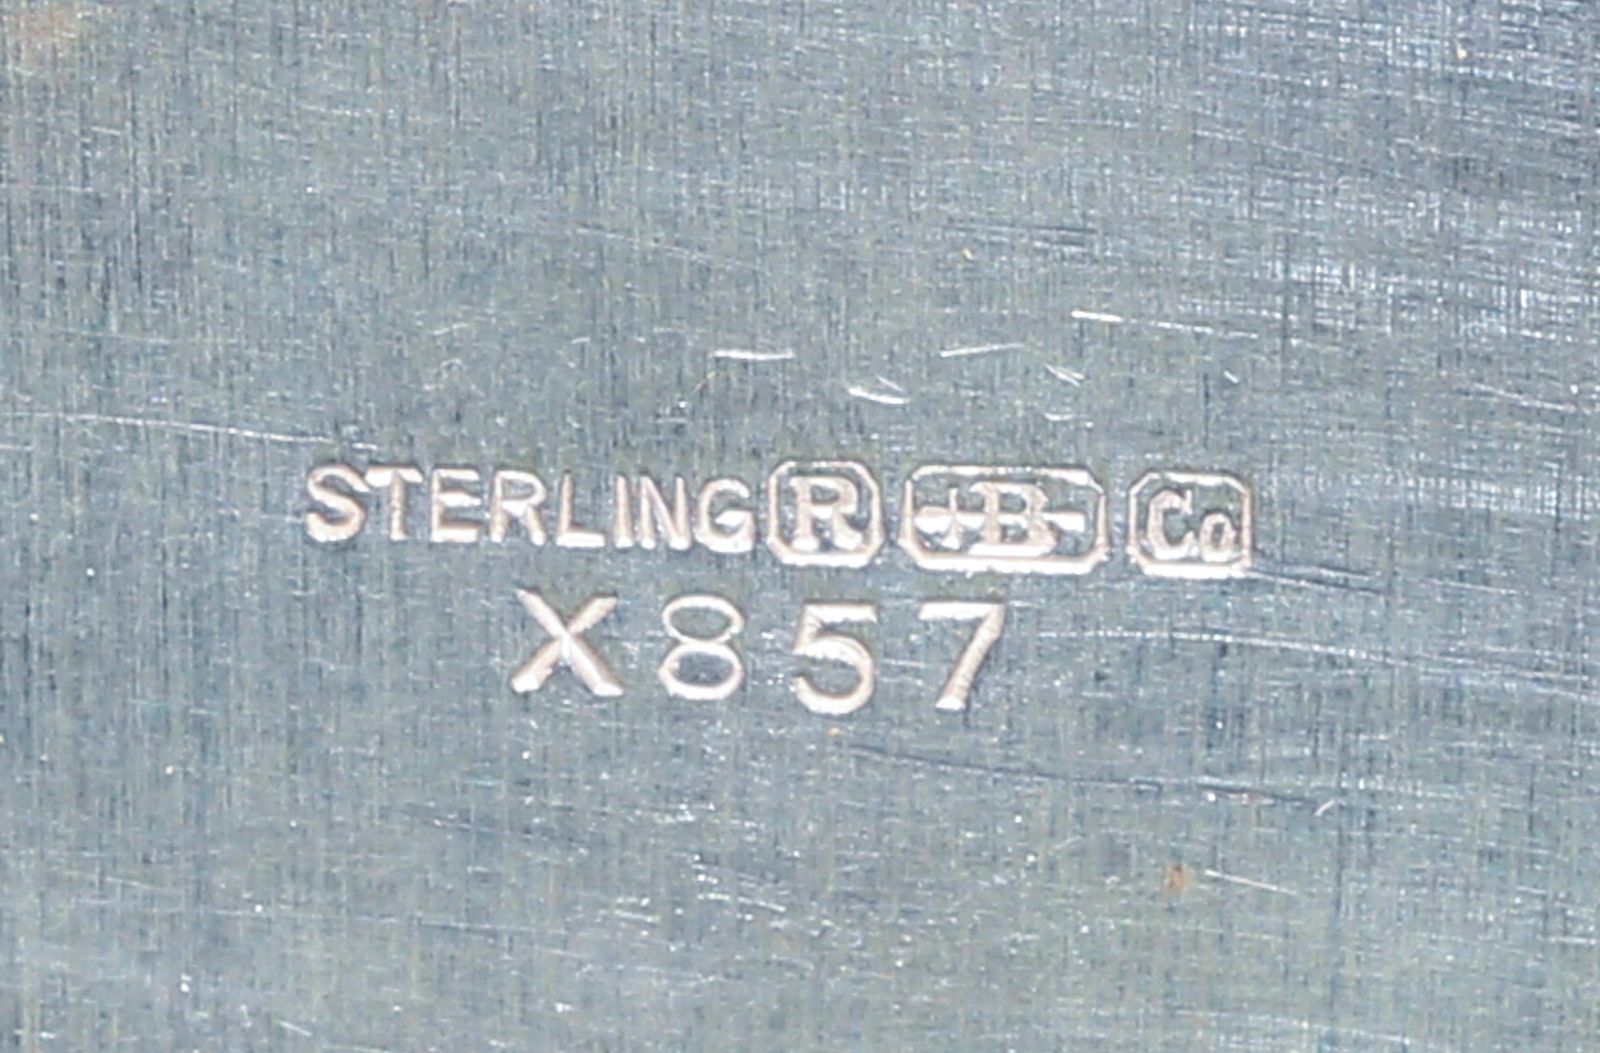 STERLING R +B Co
X857